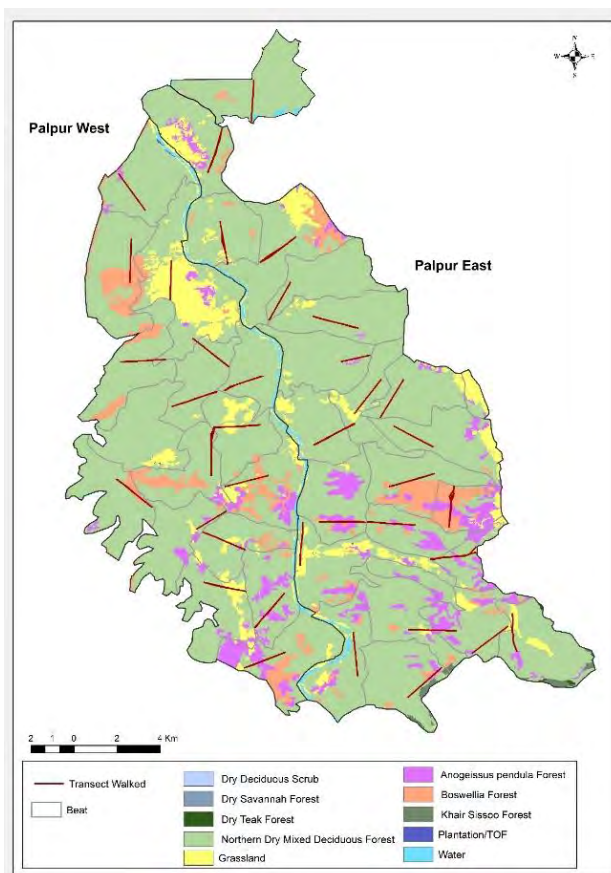 N
W E
S
Palpur West
Palpur East
2 1 0 2 4 Km
Transect Walked
Beat
Dry Deciduous Scrub
Dry Savannah Forest
Dry Teak Forest
Northern Dry Mixed Deciduous Forest
Grassland
Anogeissus pendula Forest
Boswellia Forest
Khair Sissoo Forest
Plantation/TOF
Water